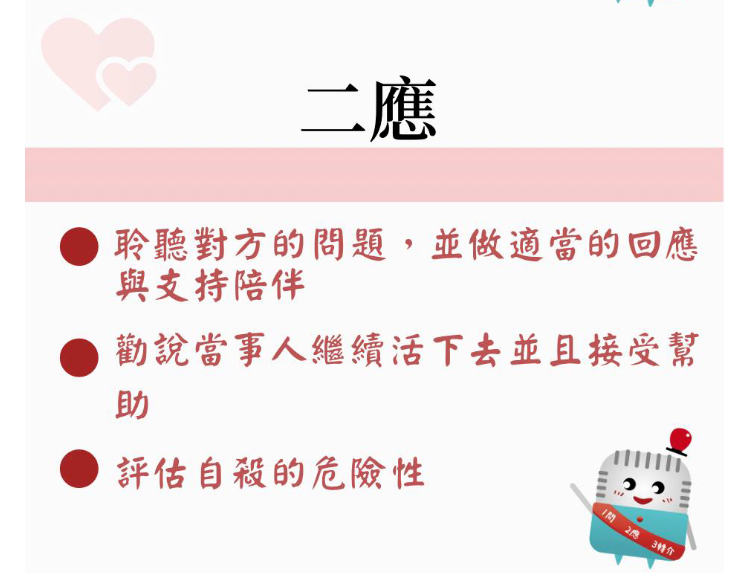 二應
聆聽對方的問題，並做適當的回應
與支持陪伴
勸說當事人繼續活下去並且接受幫
助
評估自殺的危險性
1問 2應 3轉介